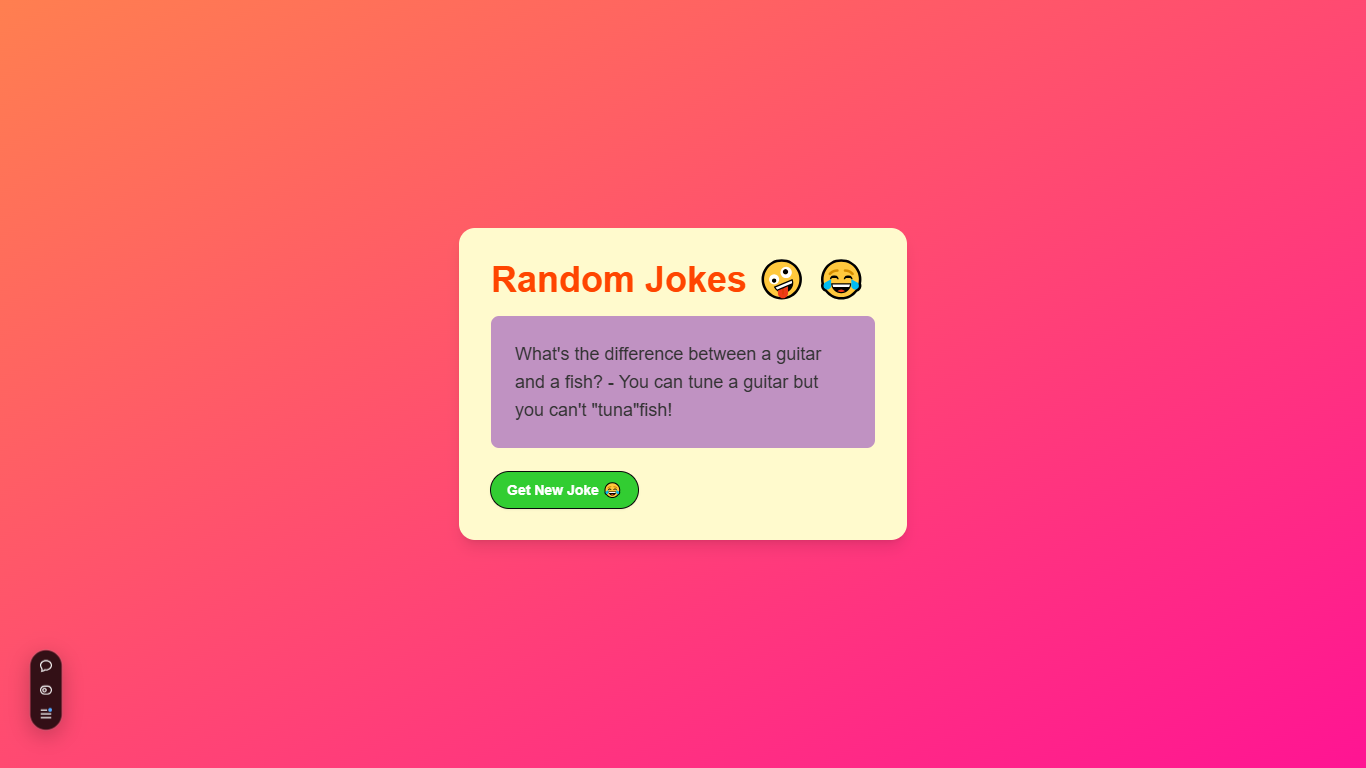 Random Jokes 🤪 😂
What's the difference between a guitar
and a fish? - You can tune a guitar but
you can't "tuna"fish!
Get New Joke 😂